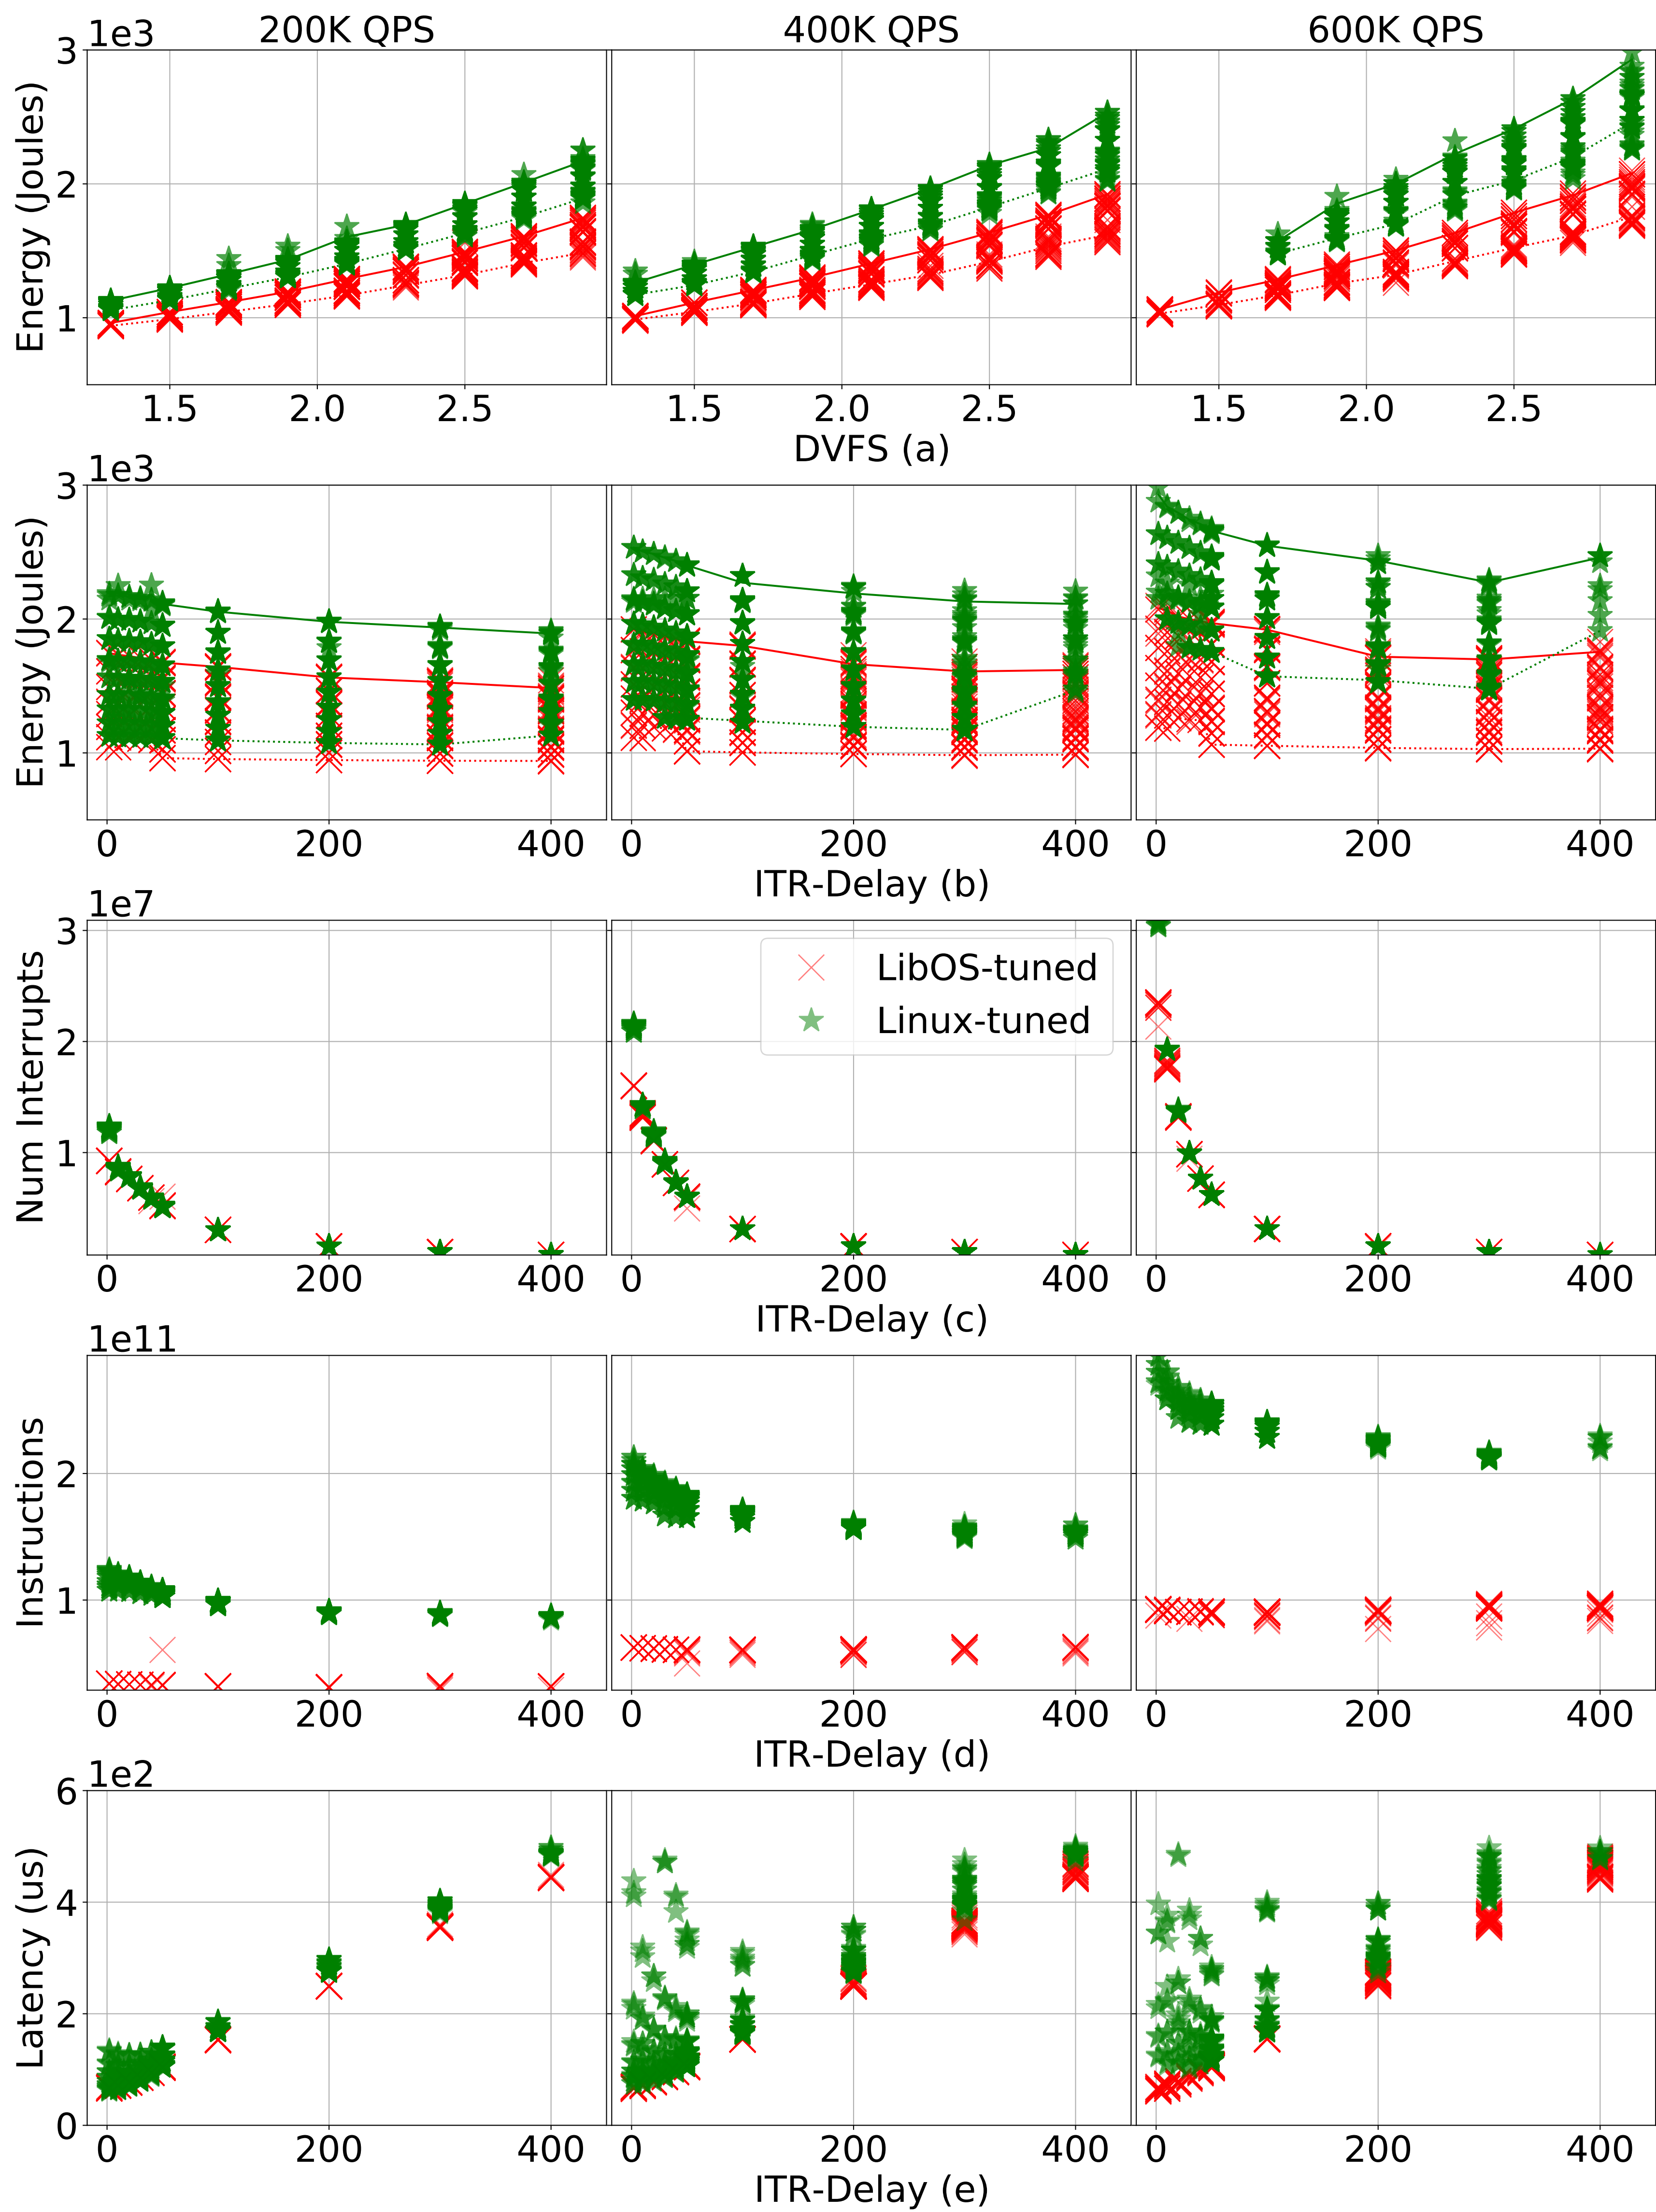 200K QPS 400K QPS 600K QPS
1e3
3
2
1
Energy (Joules)
1.5 2.0 2.5 1.5 2.0 2.5 1.5 2.0 2.5
DVFS (a)
1e3
3
2
1
Energy (Joules)
0 200 400 0 200 400 0 200 400
ITR-Delay (b)
1e7
3
2
1
Num Interrupts
LibOS-tuned
Linux-tuned
0 200 400 0 200 400 0 200 400
ITR-Delay (c)
1e11
2
1
Instructions
0 200 400 0 200 400 0 200 400
ITR-Delay (d)
1e2
6
4
2
0
Latency (us)
0 200 400 0 200 400 0 200 400
ITR-Delay (e)